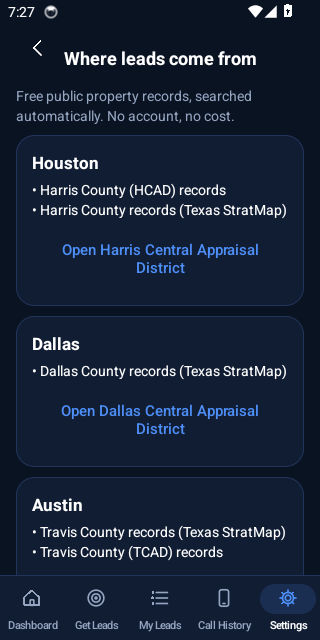 7:27
Where leads come from
Free public property records, searched
automatically. No account, no cost.
Houston
• Harris County (HCAD) records
• Harris County records (Texas StratMap)
Open Harris Central Appraisal
District
Dallas
• Dallas County records (Texas StratMap)
Open Dallas Central Appraisal
District
Austin
• Travis County records (Texas StratMap)
• Travis County (TCAD) records
Dashboard
Get Leads
My Leads
Call History
Settings